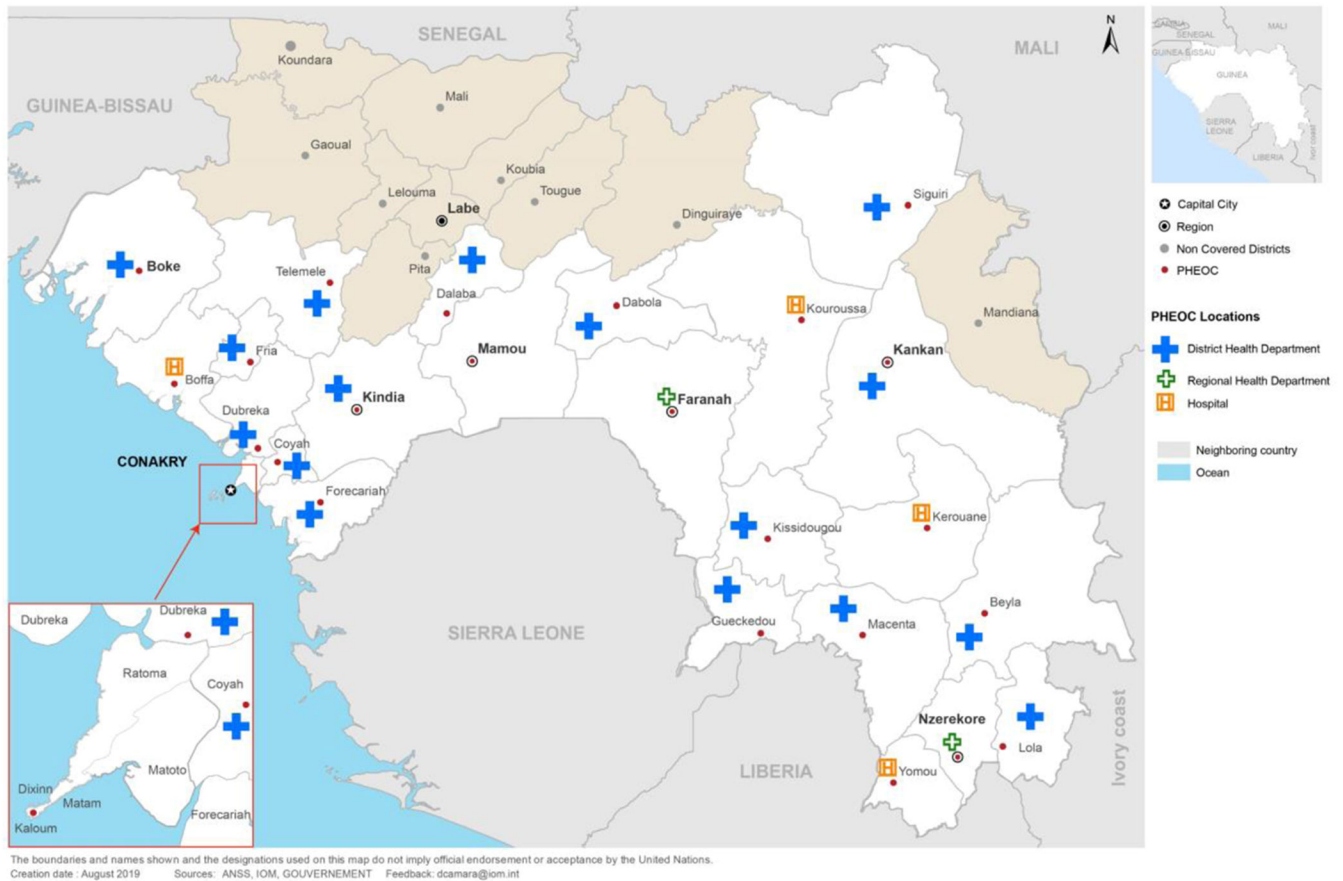 SENEGAL
MALI
N
GUINEA-BISSAU
Koundara
Mali
Gaoual
Koubia
Lelouma
Tougue
Labe
Dinguiraye
Siguiri
Pita
Boke
Telemele
Dalaba
Dabola
Kouroussa
Mandiana
Fria
Mamou
Kankan
Boffa
Kindia
Faranah
Dubreka
Coyah
CONAKRY
Forecariah
Kissidougou
Kerouane
Gueckedou
Macenta
Beyla
SIERRA LEONE
Nzerekore
Lola
Yomou
LIBERIA
Ivory coast
Dubreka
Dubreka
Ratoma
Coyah
Matoto
Dixinn
Matam
Kaloum
Forecariah
GAMBIA
SENEGAL
MALI
GUINEA-BISSAU
GUINEA
SIERRA
LEONE
LIBERIA
Ivory coast
Capital City
Region
Non Covered Districts
PHEOC
PHEOC Locations
District Health Department
Regional Health Department
H Hospital
Neighboring country
Ocean
The boundaries and names shown and the designations used on this map do not imply official endorsement or acceptance by the United Nations.
Creation date : August 2019 Sources: ANSS, IOM, GOUVERNEMENT Feedback: dcamara@iom.int